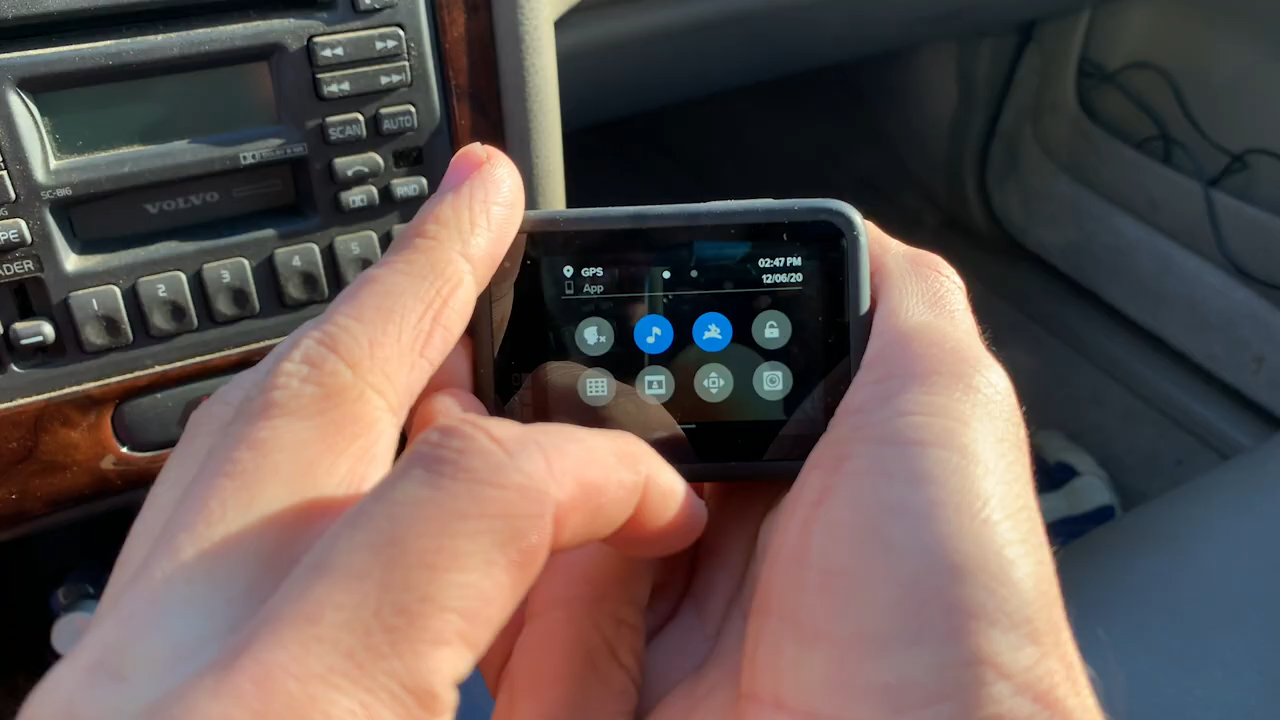 SCAN
AUTO
SC-816
VOLVO
RND
1
2
3
4
5
GPS
App
02:47 PM
12/06/20